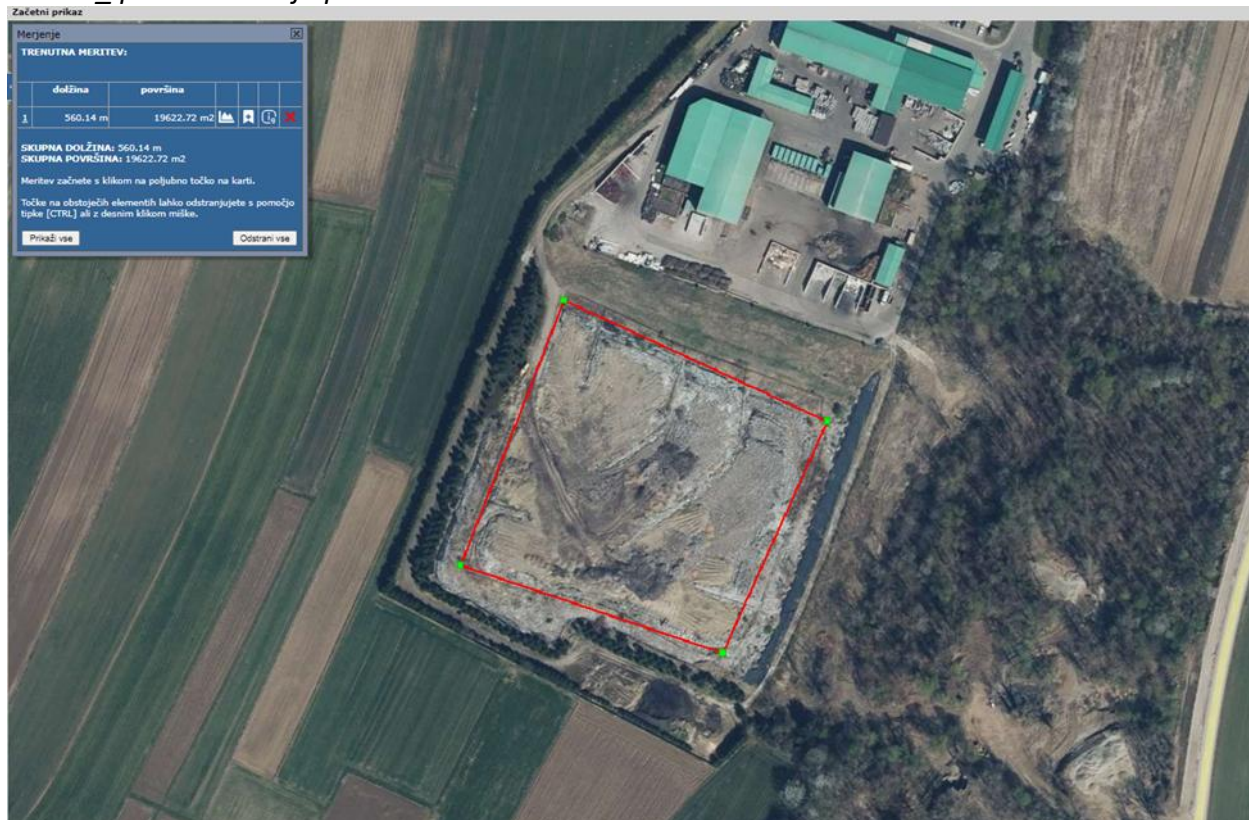 Začetni prikaz
Merjenje
TRENUTNA MERITEV:
dolžina površina
1 560.14 m 19622.72 m2
SKUPNA DOLŽINA: 560.14 m
SKUPNA POVRŠINA: 19622.72 m2
Meritev začnete s klikom na poljubno točko na karti.
Točke na obstoječih elementih lahko odstranjujete s pomočjo
tipke [CTRL] ali z desnim klikom miške.
Prikaži vse Odstrani vse